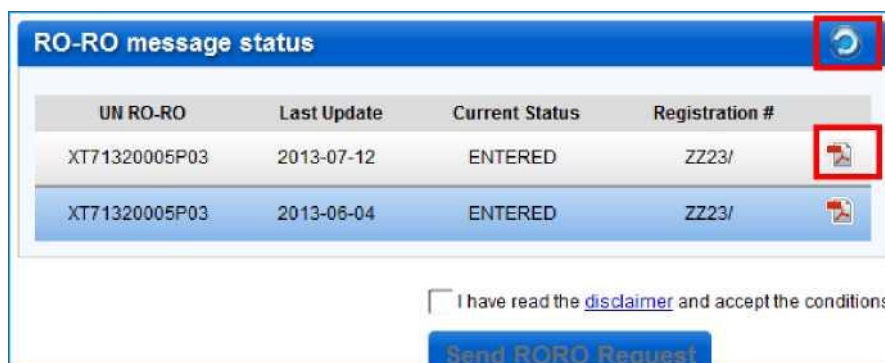 RO-RO message status
UN RO-RO Last Update Current Status Registration #
XT71320005P03 2013-07-12 ENTERED ZZ23/
XT71320005P03 2013-06-04 ENTERED ZZ23/
I have read the disclaimer and accept the conditions
Send RORO Request